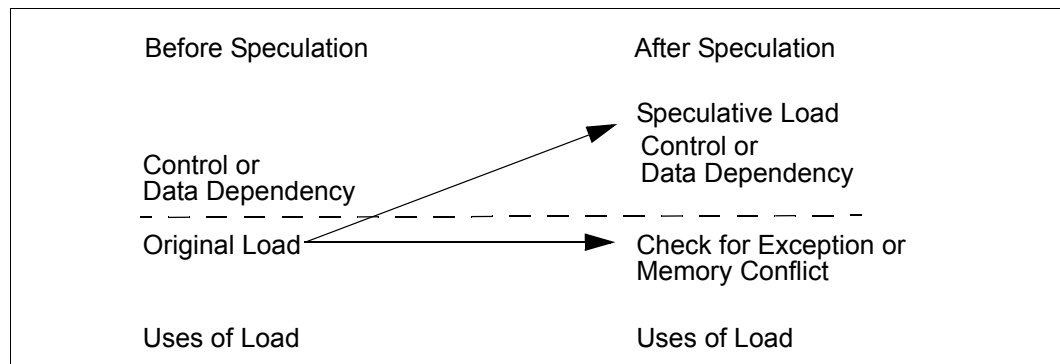 Before Speculation
After Speculation
Speculative Load
Control or
Data Dependency
Control or
Data Dependency
Original Load
Check for Exception or
Memory Conflict
Uses of Load
Uses of Load